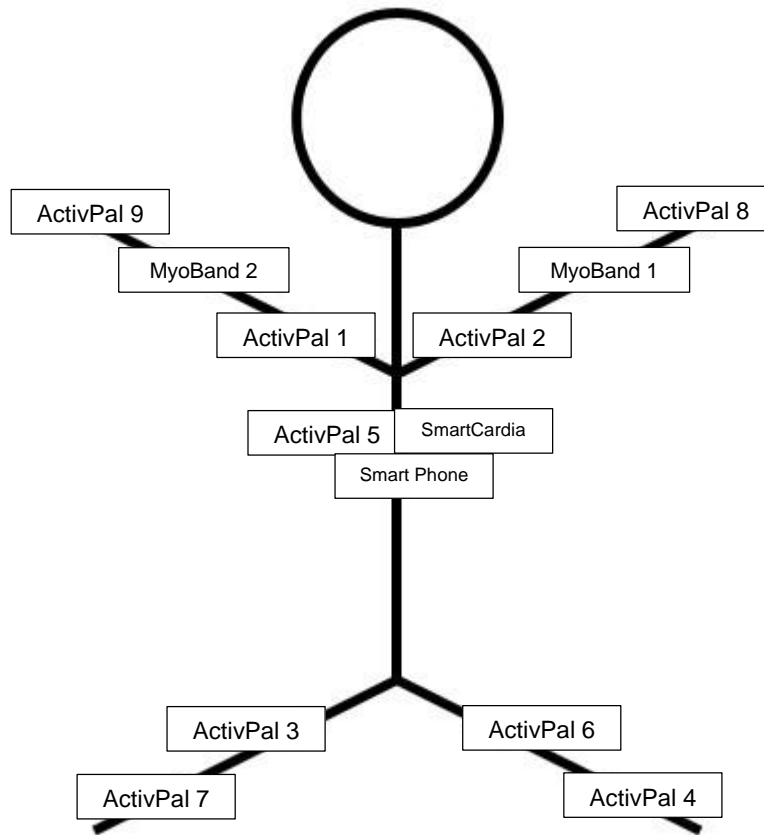 ActivPal 9
ActivPal 8
MyoBand 2
MyoBand 1
ActivPal 1
ActivPal 2
ActivPal 5
SmartCardia
Smart Phone
ActivPal 3
ActivPal 6
ActivPal 7
ActivPal 4